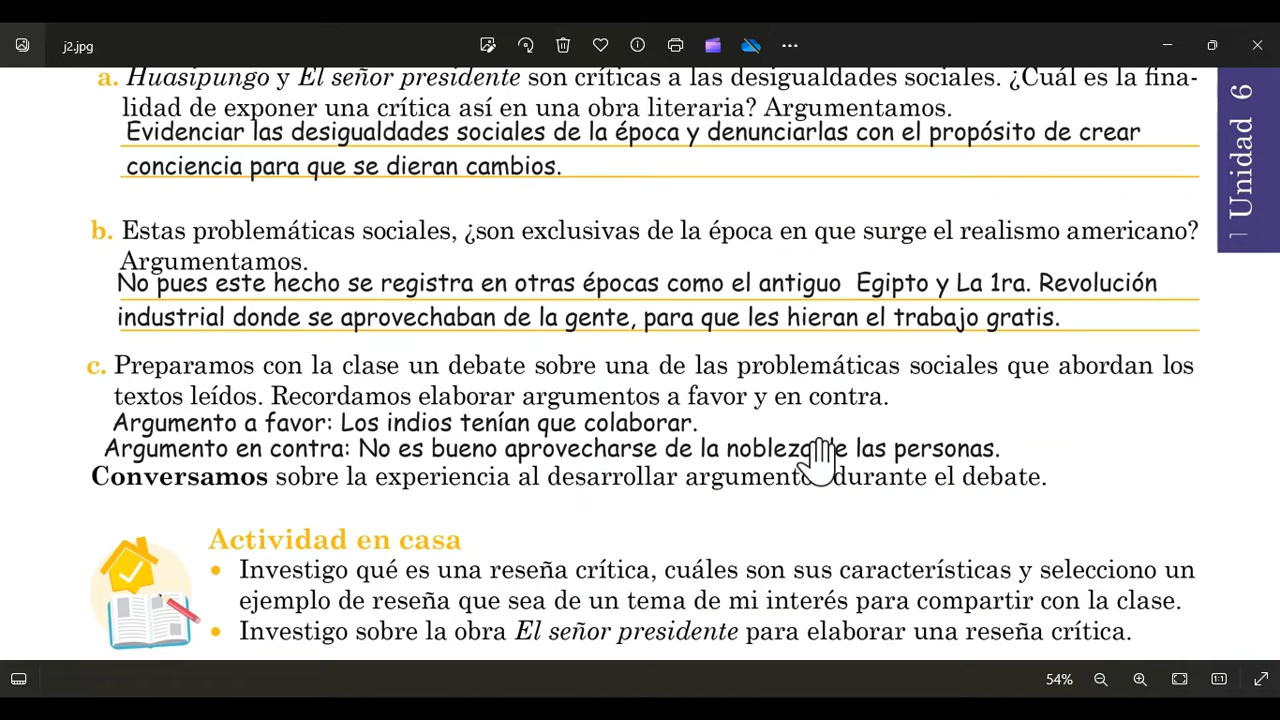 j2.jpg
a. Huasipungo y El señor presidente son críticas a las desigualdades sociales. ¿Cuál es la fina-
lidad de exponer una crítica así en una obra literaria? Argumentamos.
Evidenciar las desigualdades sociales de la época y denunciarlas con el propósito de crear
conciencia para que se dieran cambios.
b. Estas problemáticas sociales, ¿son exclusivas de la época en que surge el realismo americano?
Argumentamos.
No pues este hecho se registra en otras épocas como el antiguo Egipto y La 1ra. Revolución
industrial donde se aprovechaban de la gente, para que les hieran el trabajo gratis.
c. Preparamos con la clase un debate sobre una de las problemáticas sociales que abordan los
textos leídos. Recordamos elaborar argumentos a favor y en contra.
Argumento a favor: Los indios tenían que colaborar.
Argumento en contra: No es bueno aprovecharse de la nobleza de las personas.
Conversamos sobre la experiencia al desarrollar argumentos durante el debate.
Actividad en casa
• Investigo qué es una reseña crítica, cuáles son sus características y selecciono un
ejemplo de reseña que sea de un tema de mi interés para compartir con la clase.
• Investigo sobre la obra El señor presidente para elaborar una reseña crítica.
Unidad 6
54%
1:1